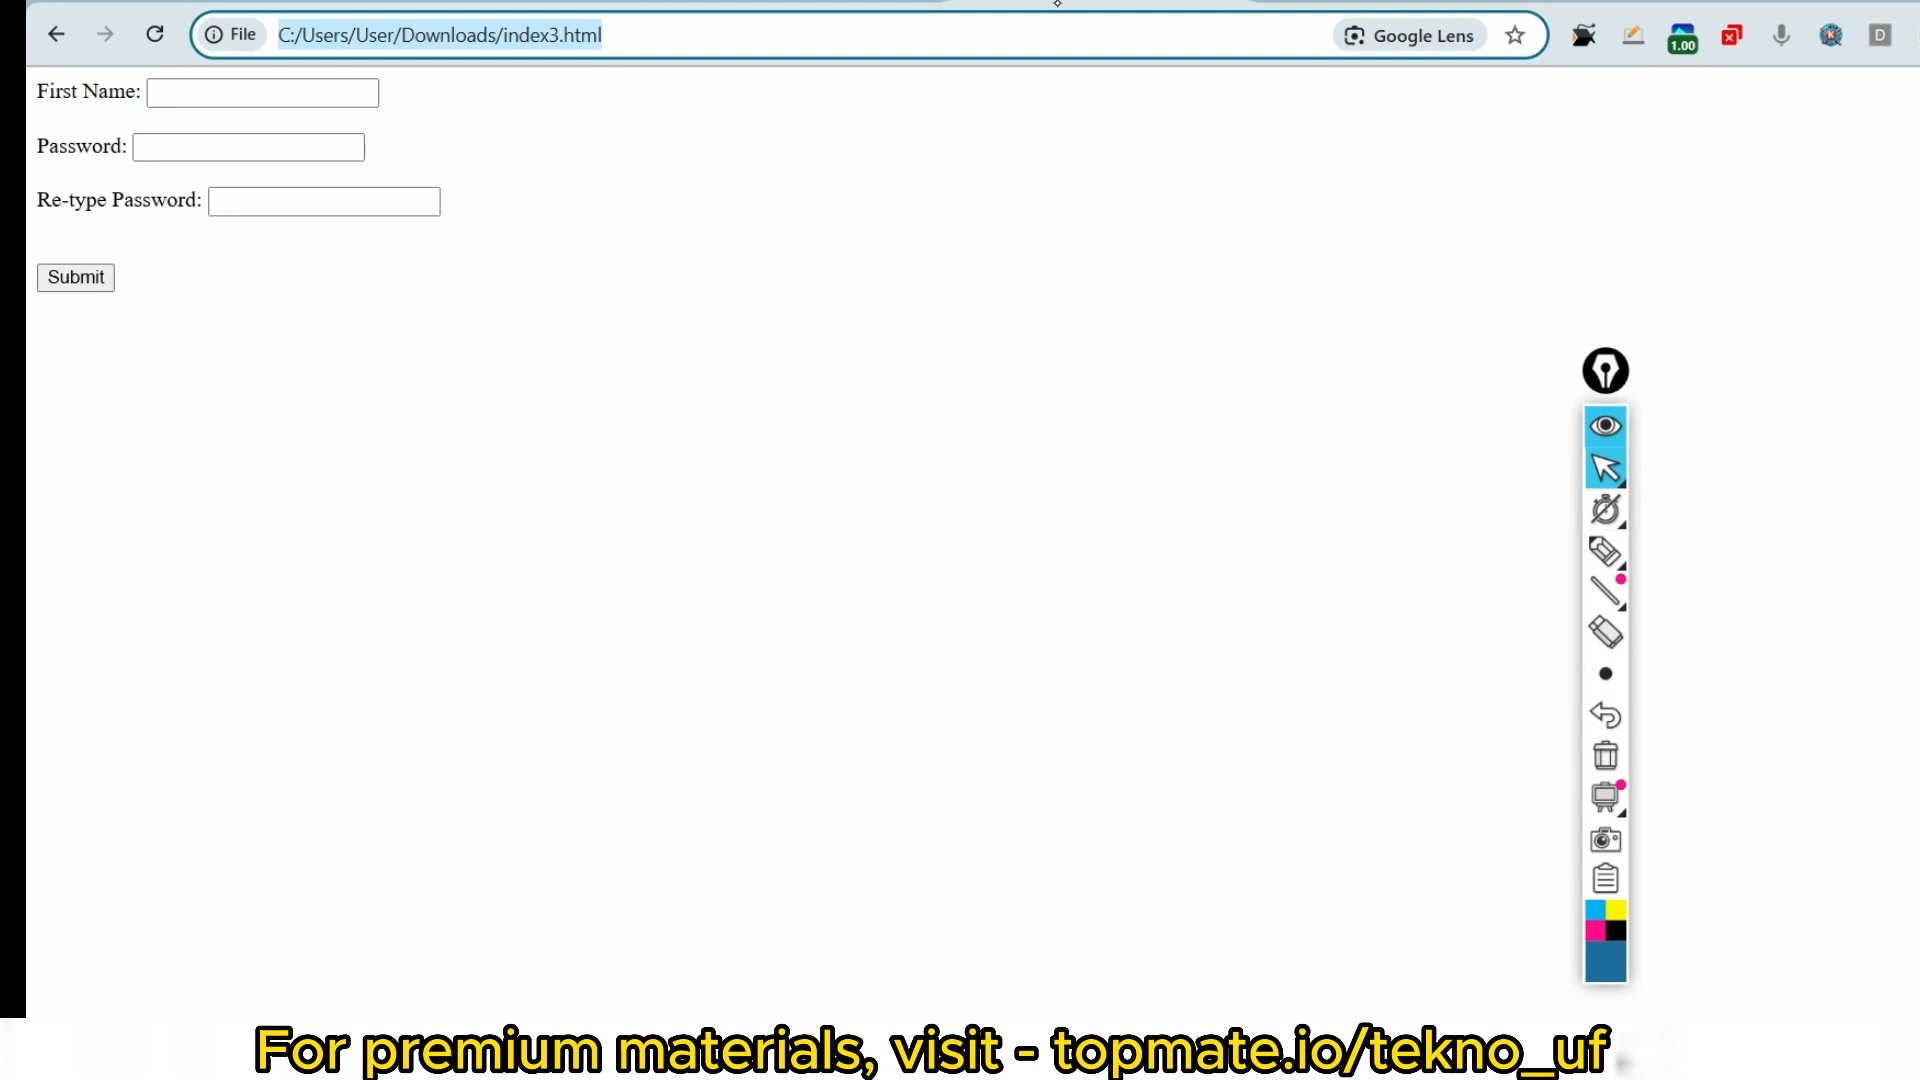 File C:/Users/User/Downloads/index3.html Google Lens 1.00 D
First Name:
Password:
Re-type Password:
Submit
For premium materials, visit - topmate.io/tekno_uf